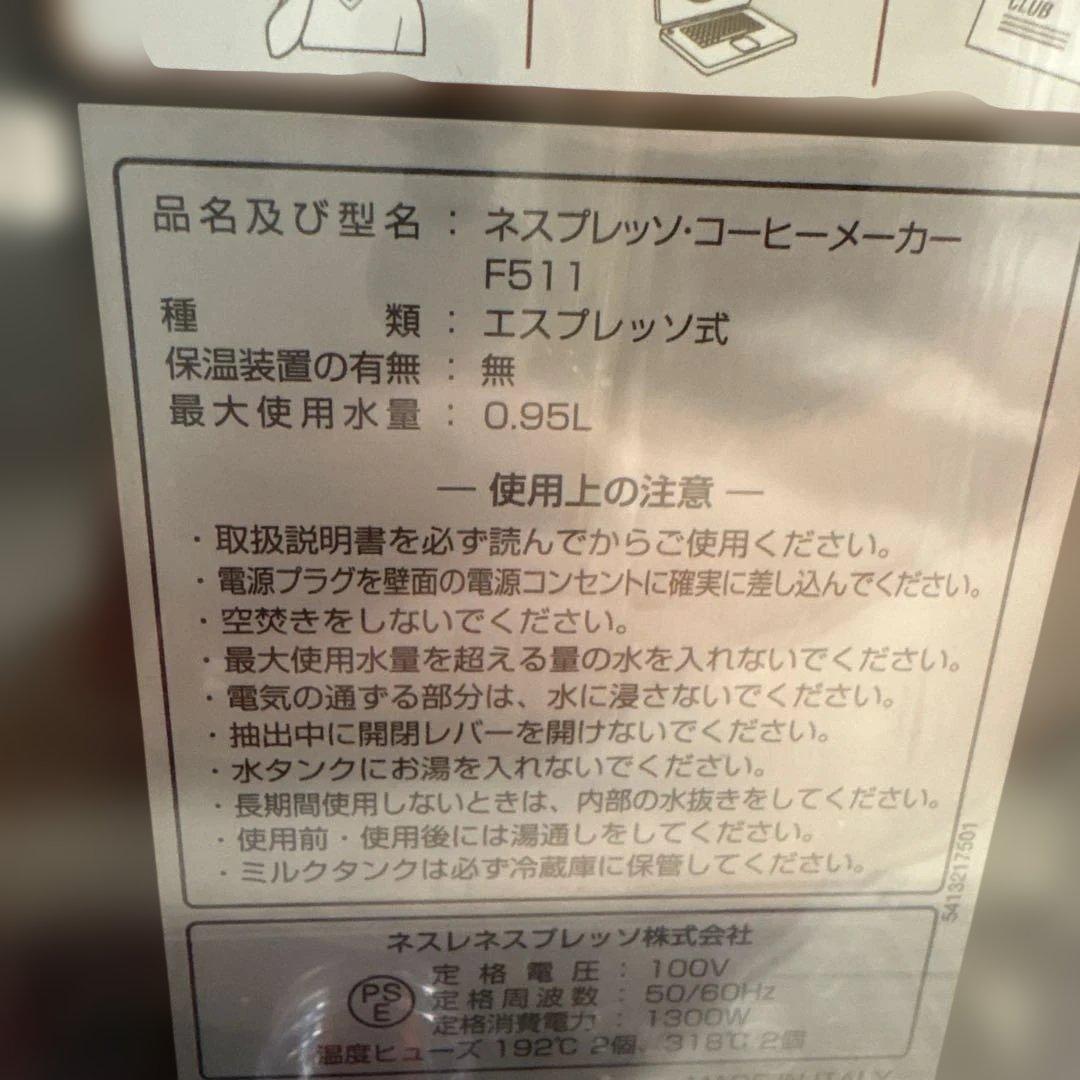 CLUB
品名及び型名：ネスプレッソ・コーヒーメーカー
F511
種類：エスプレッソ式
保温装置の有無：無
最大使用水量：0.95L
― 使用上の注意 ―
・取扱説明書を必ず読んでからご使用ください。
・電源プラグを壁面の電源コンセントに確実に差し込んでください。
・空焚きをしないでください。
・最大使用水量を超える量の水を入れないでください。
・電気の通ずる部分は、水に浸さないでください。
・抽出中に開閉レバーを開けないでください。
・水タンクにお湯を入れないでください。
・長期間使用しないときは、内部の水抜きをしてください。
・使用前・使用後には湯通しをしてください。
・ミルクタンクは必ず冷蔵庫に保管してください。
5413217501
ネスレネスプレッソ株式会社
PSE
定格電圧：100V
定格周波数：50/60Hz
定格消費電力：1300W
温度ヒューズ 192℃ 2個、318℃ 2個
MADE IN ITALY